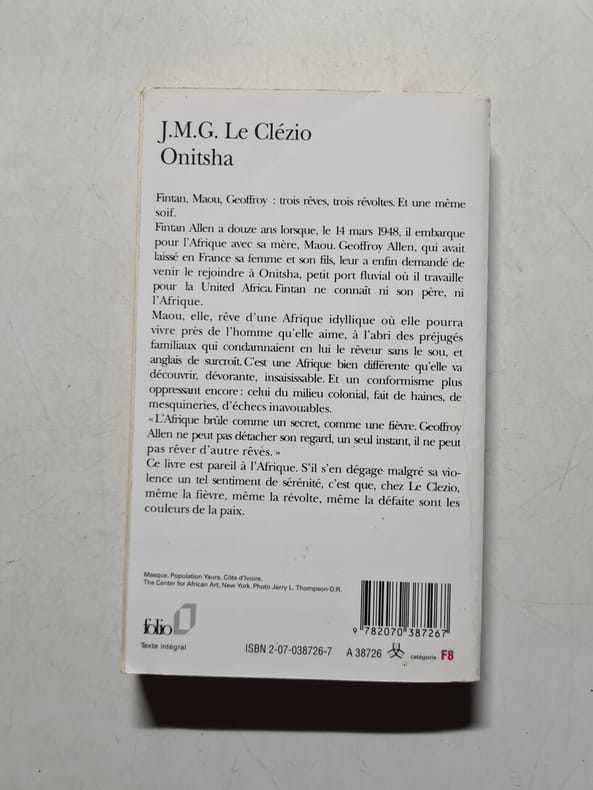 J.M.G. Le Clézio
Onitsha
Fintan, Maou, Geoffroy : trois rêves, trois révoltes. Et une même
soif.
Fintan Allen a douze ans lorsque, le 14 mars 1948, il embarque
pour l'Afrique avec sa mère, Maou. Geoffroy Allen, qui avait
laissé en France sa femme et son fils, leur a enfin demandé de
venir le rejoindre à Onitsha, petit port fluvial où il travaille
pour la United Africa. Fintan ne connaît ni son père, ni
l'Afrique.
Maou, elle, rêve d'une Afrique idyllique où elle pourra
vivre près de l'homme qu'elle aime, à l'abri des préjugés
familiaux qui condamnaient en lui le rêveur sans le sou, et
anglais de surcroît. C'est une Afrique bien différente qu'elle va
découvrir, dévorante, insaisissable. Et un conformisme plus
oppressant encore : celui du milieu colonial, fait de haines, de
mesquineries, d'échecs inavouables.
« L'Afrique brûle comme un secret, comme une fièvre. Geoffroy
Allen ne peut pas détacher son regard, un seul instant, il ne peut
pas rêver d'autre rêvés. »
Ce livre est pareil à l'Afrique. S'il s'en dégage malgré sa vio-
lence un tel sentiment de sérénité, c'est que, chez Le Clezio,
même la fièvre, même la révolte, même la défaite sont les
couleurs de la paix.
Masque. Population Yaure, Côte d'Ivoire.
The Center for African Art, New York. Photo Jerry L. Thompson-D.R.
folio
Texte intégral
ISBN 2-07-038726-7
A 38726
catégorie F8
9 782070 387267